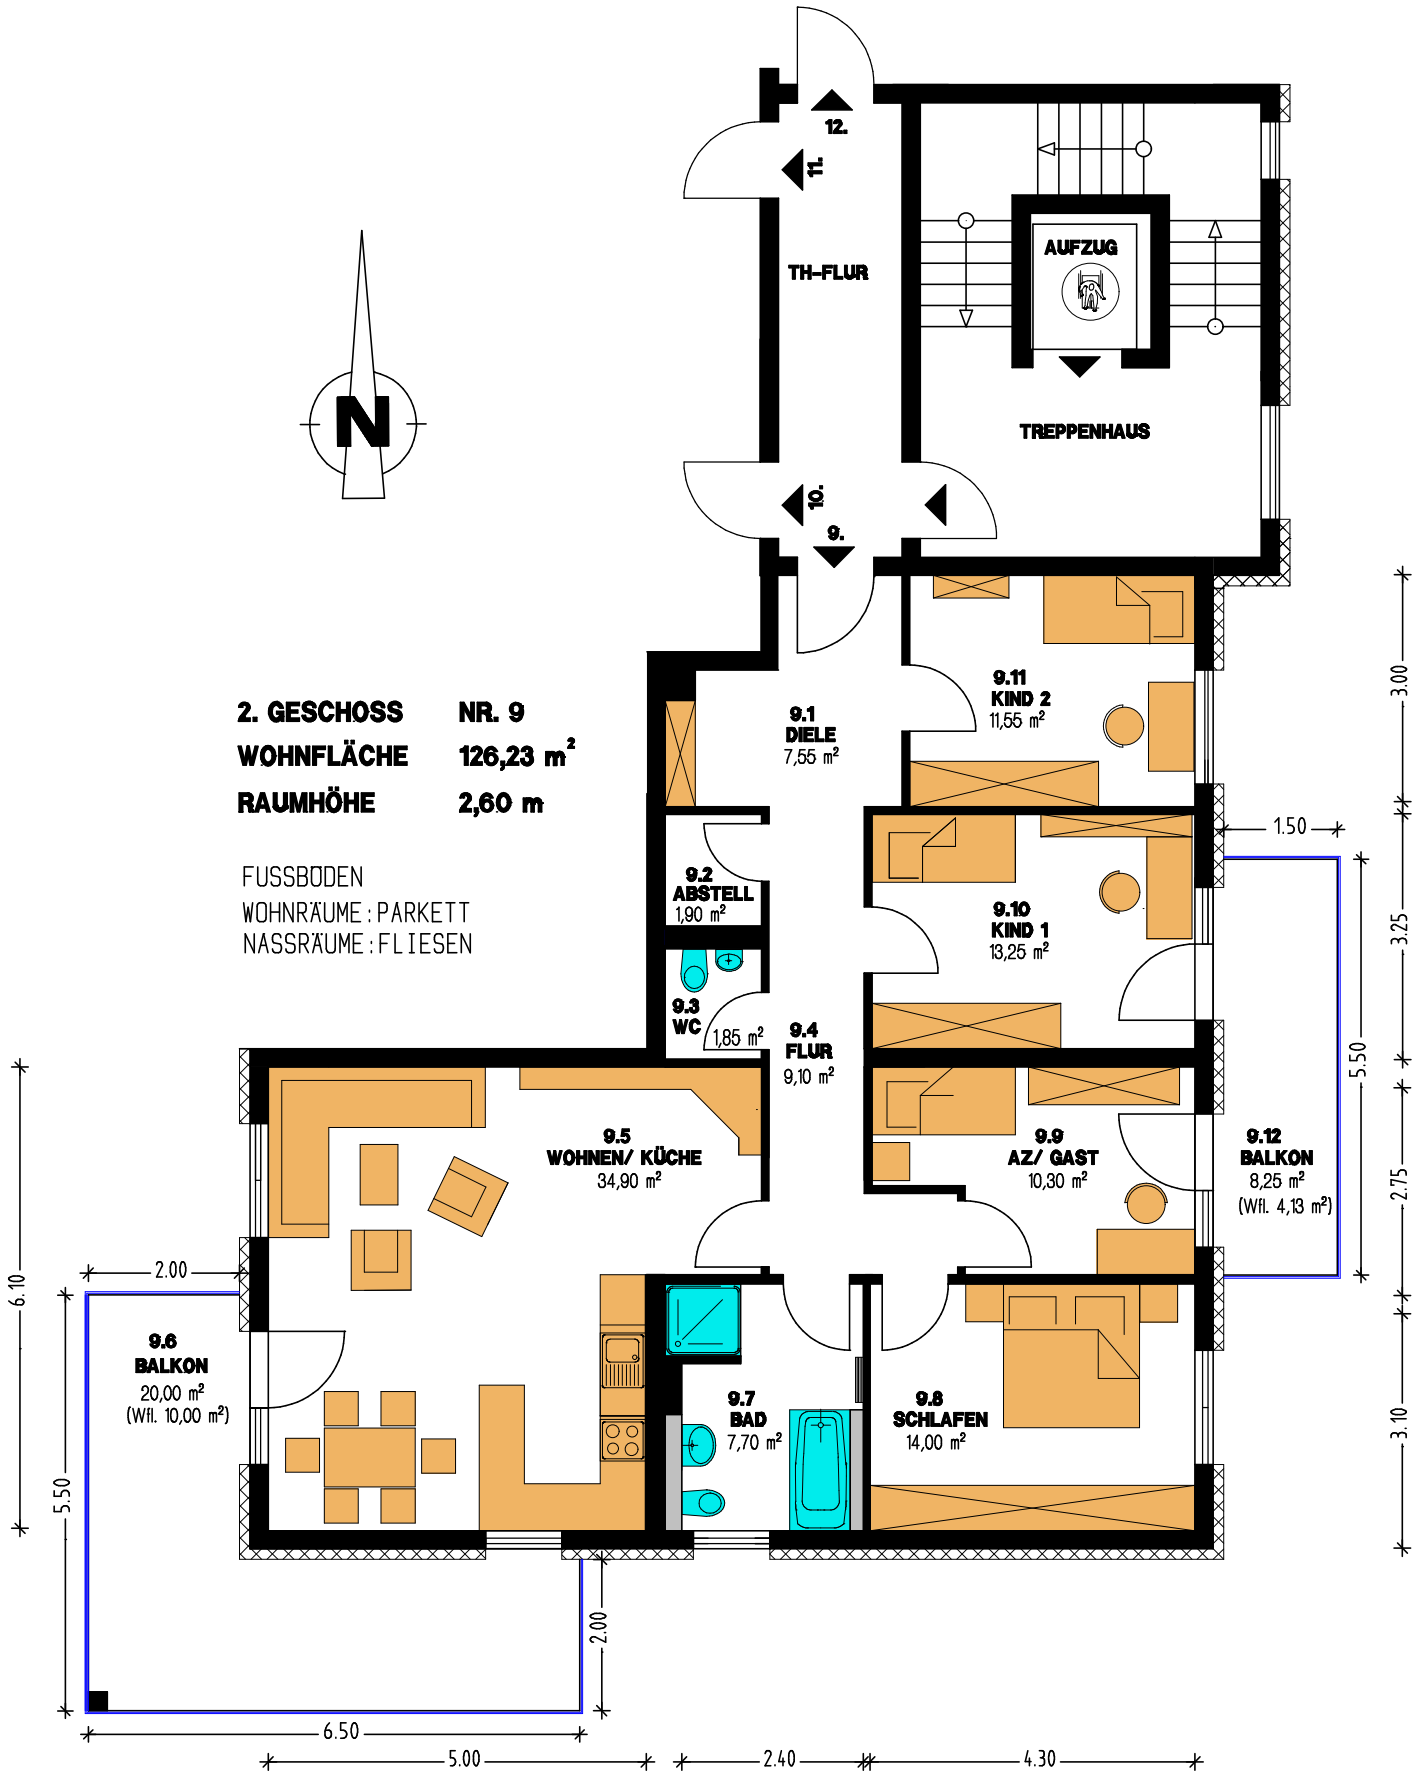 12.
11.
AUFZUG
TH-FLUR
N
TREPPENHAUS
10.
9.
2. GESCHOSS NR. 9
WOHNFLÄCHE 126,23 m²
RAUMHÖHE 2,60 m
FUSSBÖDEN
WOHNRÄUME: PARKETT
NASSRÄUME: FLIESEN
9.11
KIND 2
11,55 m²
9.1
DIELE
7,55 m²
9.2
ABSTELL
1,90 m²
9.10
KIND 1
13,25 m²
9.3
WC
1,85 m²
9.4
FLUR
9,10 m²
9.5
WOHNEN/ KÜCHE
34,90 m²
9.9
AZ/ GAST
10,30 m²
9.12
BALKON
8,25 m²
(Wfl. 4,13 m²)
9.6
BALKON
20,00 m²
(Wfl. 10,00 m²)
9.7
BAD
7,70 m²
9.8
SCHLAFEN
14,00 m²
3.00
1.50
3.25
5.50
2.75
3.10
6.10
2.00
5.50
2.00
6.50
5.00
2.40
4.30